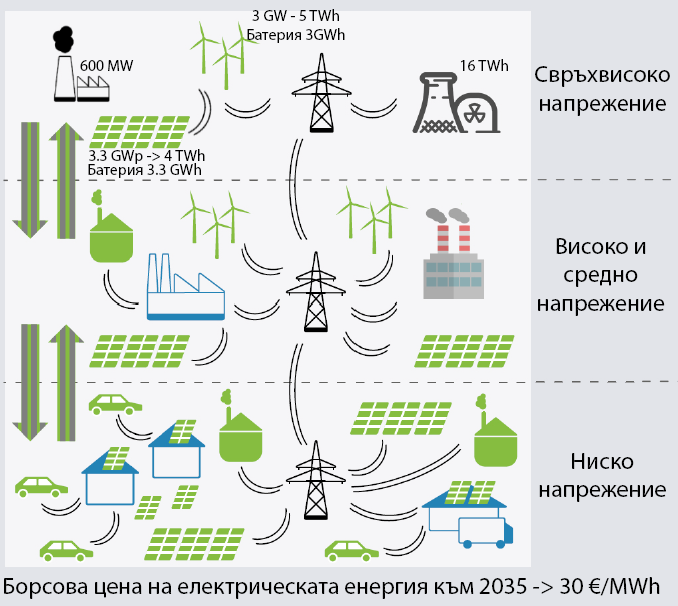 3 GW - 5 TWh
Батерия 3GWh
600 MW
16 TWh
Свръхвисоко
напрежение
3.3 GWp -> 4 TWh
Батерия 3.3 GWh
Високо и
средно
напрежение
Ниско
напрежение
Борсова цена на електрическата енергия към 2035 -> 30 €/MWh